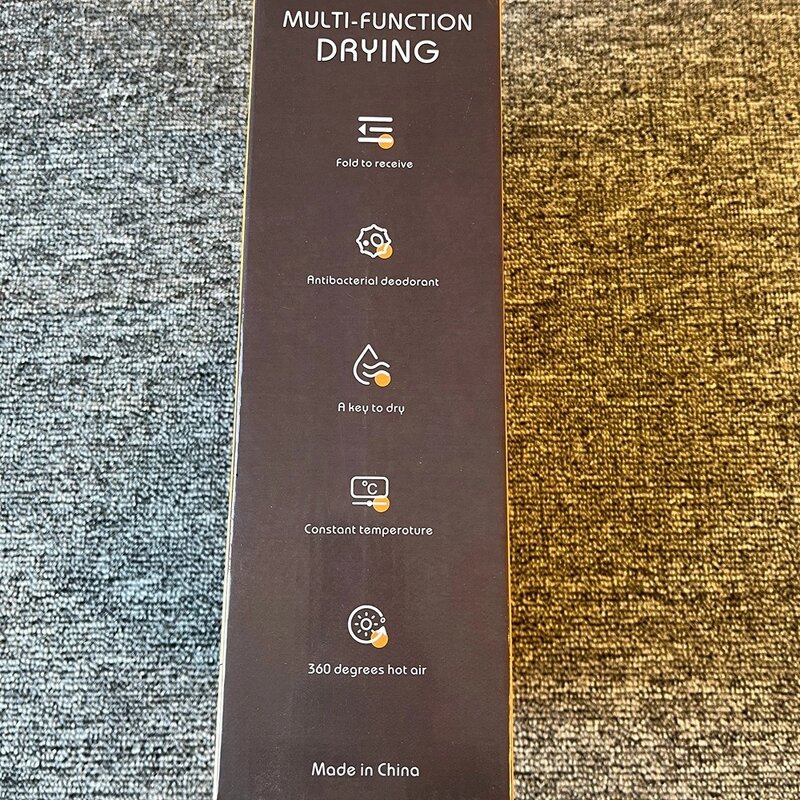 MULTI-FUNCTION
DRYING
Fold to receive
Antibacterial deodorant
A key to dry
°C
Constant temperature
360 degrees hot air
Made in China